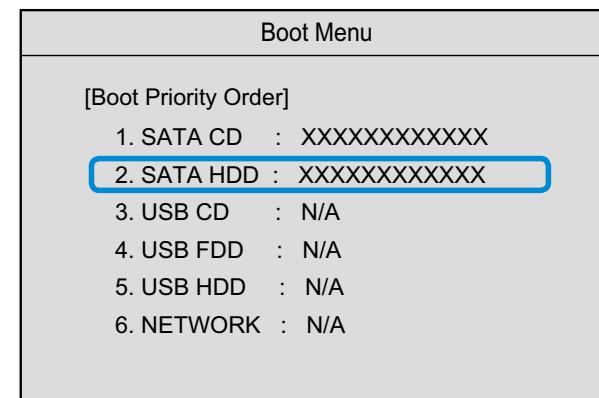 Boot Menu
[Boot Priority Order]
1. SATA CD : XXXXXXXXXXXX
2. SATA HDD : XXXXXXXXXXXX
3. USB CD : N/A
4. USB FDD : N/A
5. USB HDD : N/A
6. NETWORK : N/A